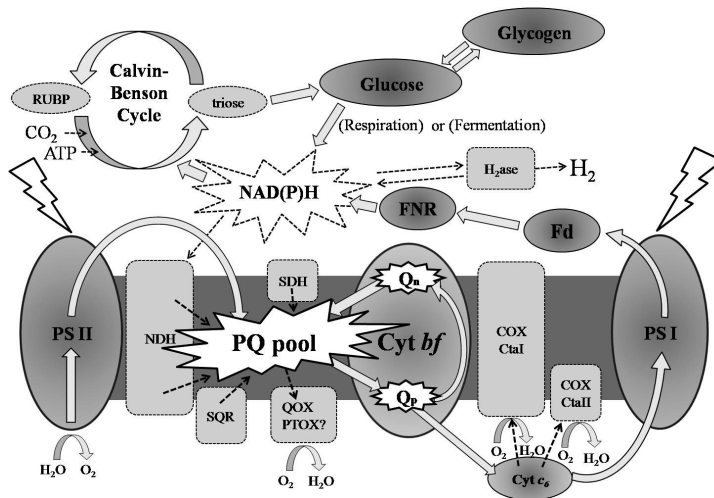 Glycogen
Calvin-
Benson
Cycle
Glucose
RUBP
triose
CO2
ATP
(Respiration) or (Fermentation)
NAD(P)H
H2ase
H2
FNR
Fd
PS II
NDH
SDH
PQ pool
Qn
Cyt bf
QP
COX
CtaI
PS I
COX
CtaII
SQR
QOX
PTOX?
H2O O2
O2 H2O
O2 H2O
O2 H2O
Cyt c6